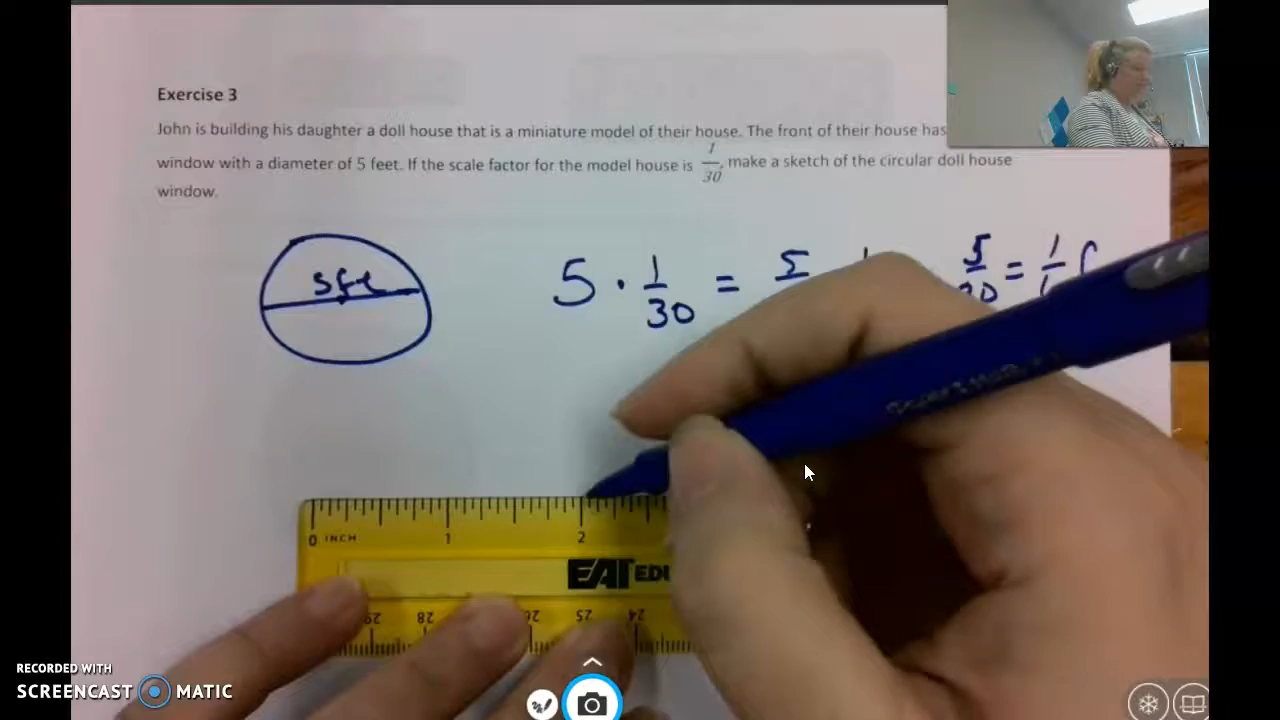 Exercise 3
John is building his daughter a doll house that is a miniature model of their house. The front of their house has
window with a diameter of 5 feet. If the scale factor for the model house is 1/30, make a sketch of the circular doll house
window.
5ft
5 · 1/30 = 5
5/30 = 1/
0 INCH 1 2
EAI EDU
29 28 25 24
RECORDED WITH
SCREENCAST MATIC